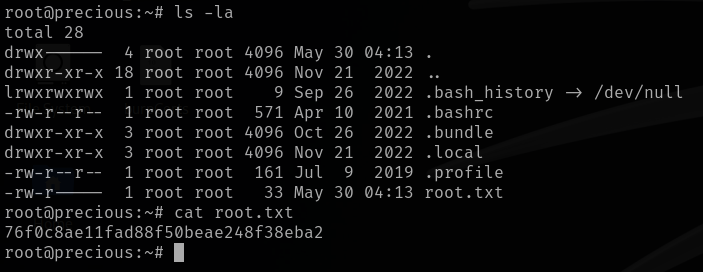 root@precious:~# ls -la
total 28
drwx------  4 root root 4096 May 30 04:13 .
drwxr-xr-x 18 root root 4096 Nov 21  2022 ..
lrwxrwxrwx  1 root root    9 Sep 26  2022 .bash_history -> /dev/null
-rw-r--r--  1 root root  571 Apr 10  2021 .bashrc
drwxr-xr-x  3 root root 4096 Oct 26  2022 .bundle
drwxr-xr-x  3 root root 4096 Nov 21  2022 .local
-rw-r--r--  1 root root  161 Jul  9  2019 .profile
-rw-r-----  1 root root   33 May 30 04:13 root.txt
root@precious:~# cat root.txt
76f0c8ae11fad88f50beae248f38eba2
root@precious:~#